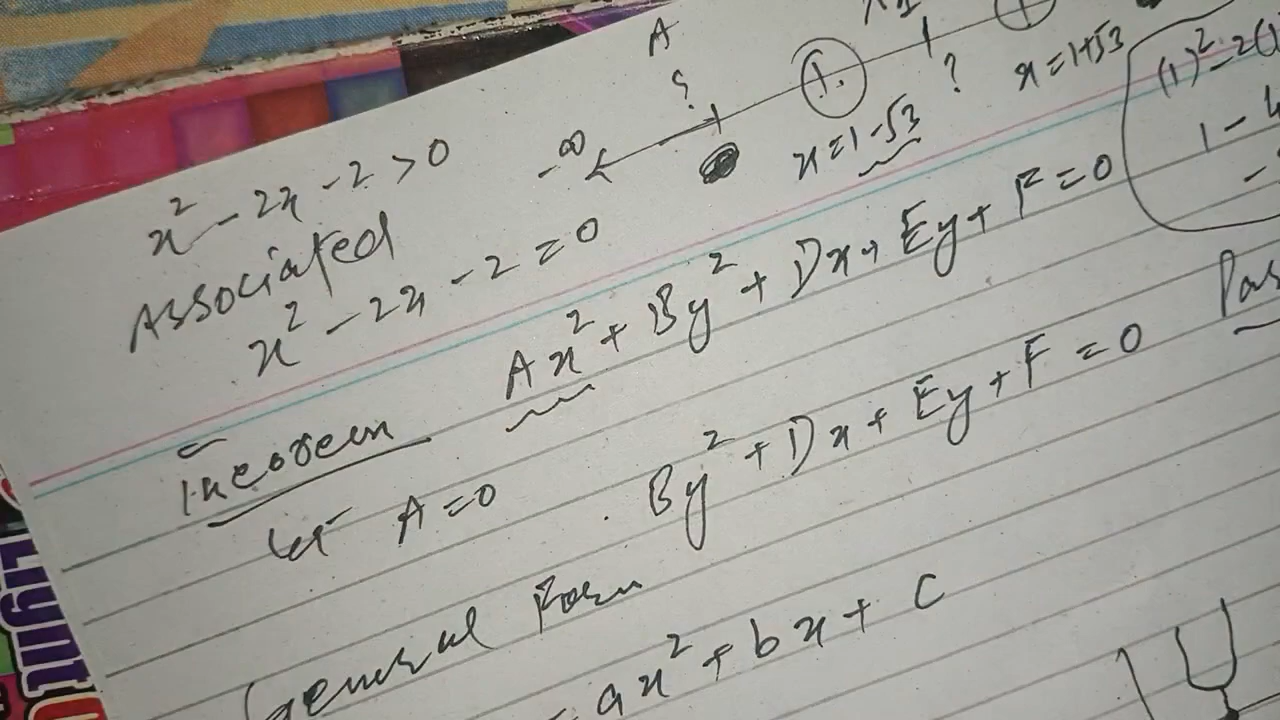 A
?
-∞
x = 1-√3
?
x = 1+√3
(1)² - 2(1
1 - 4
x² - 2x - 2 > 0
Associated
x² - 2x - 2 = 0
Theorem Ax² + By² + Dx + Ey + F = 0
Let A = 0 By² + Dx + Ey + F = 0
General Form
= ax² + bx + c
Light